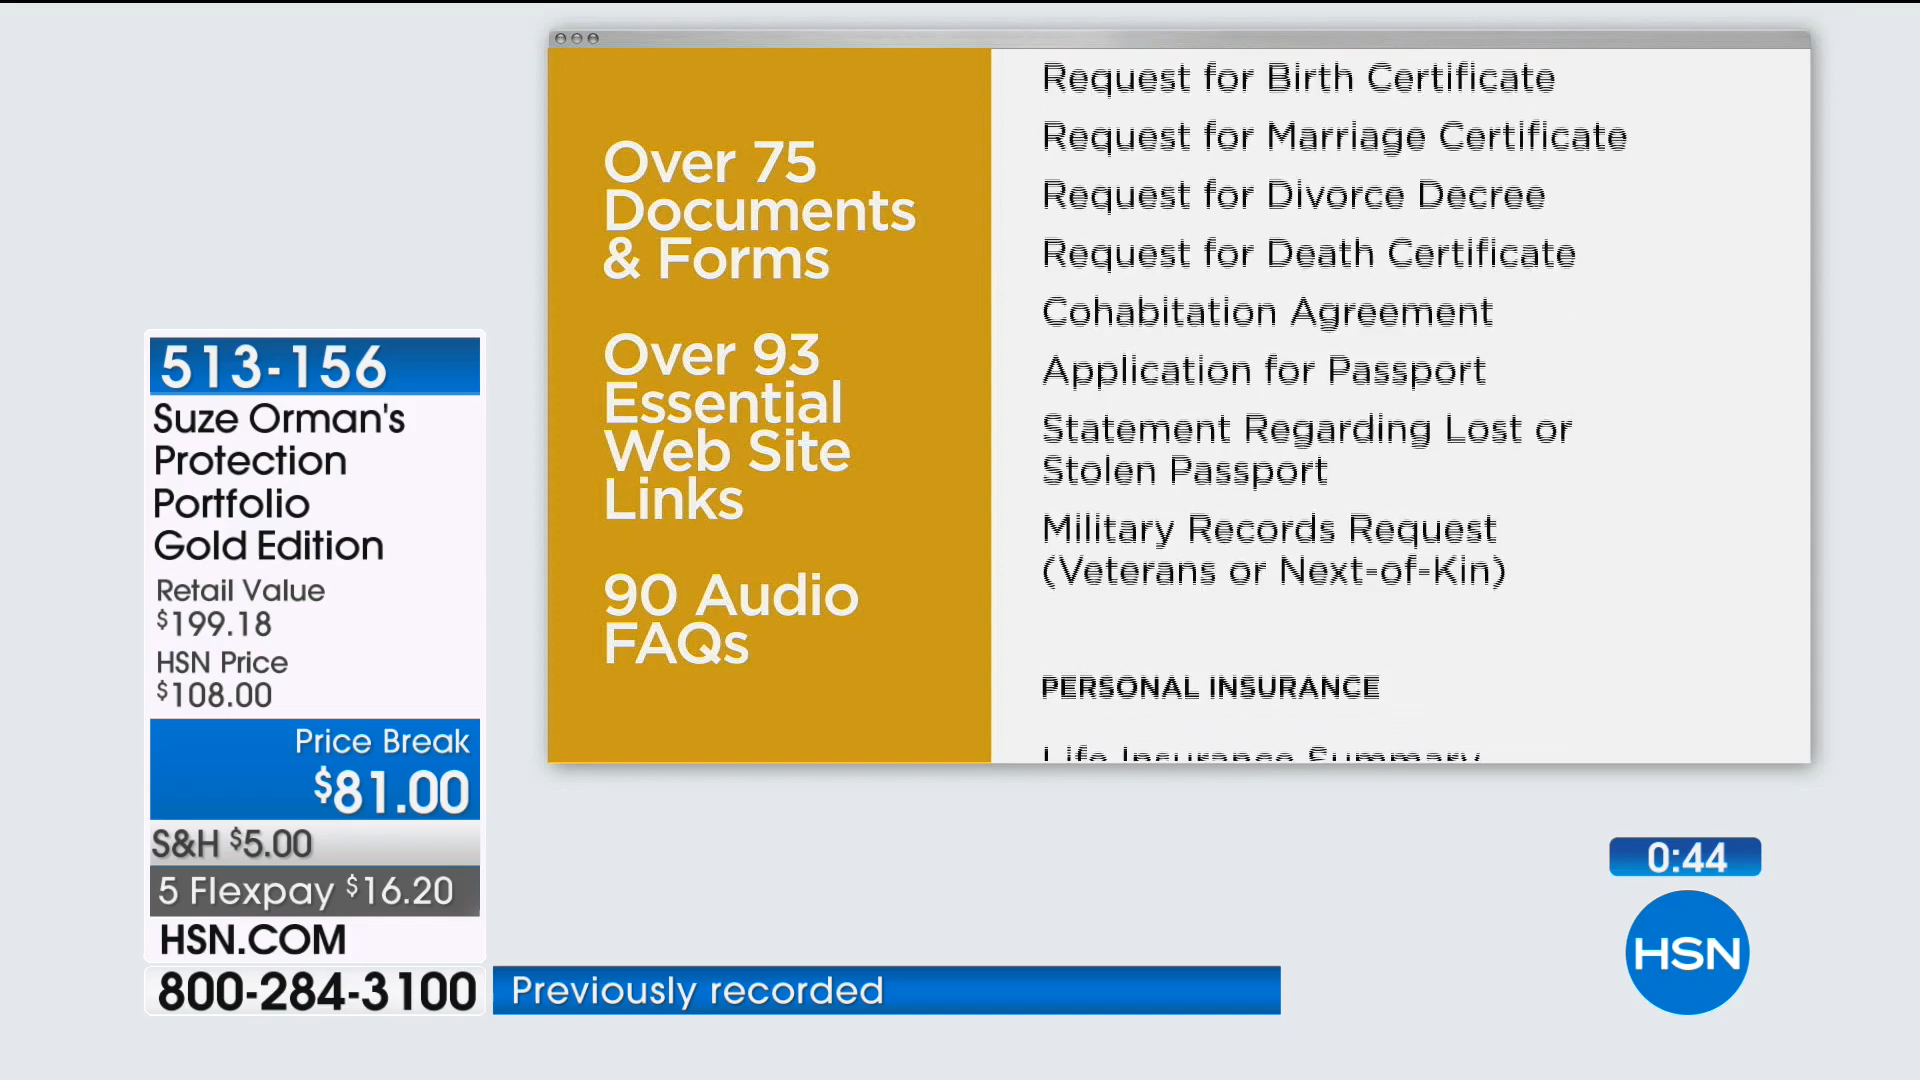 513-156
Suze Orman's
Protection
Portfolio
Gold Edition
Retail Value
$199.18
HSN Price
$108.00
Price Break
$81.00
S&H $5.00
5 Flexpay $16.20
HSN.COM
800-284-3100
Previously recorded
Over 75
Documents
& Forms
Over 93
Essential
Web Site
Links
90 Audio
FAQs
Request for Birth Certificate
Request for Marriage Certificate
Request for Divorce Decree
Request for Death Certificate
Cohabitation Agreement
Application for Passport
Statement Regarding Lost or
Stolen Passport
Military Records Request
(Veterans or Next-of-Kin)
PERSONAL INSURANCE
Life Insurance Summary
0:44
HSN